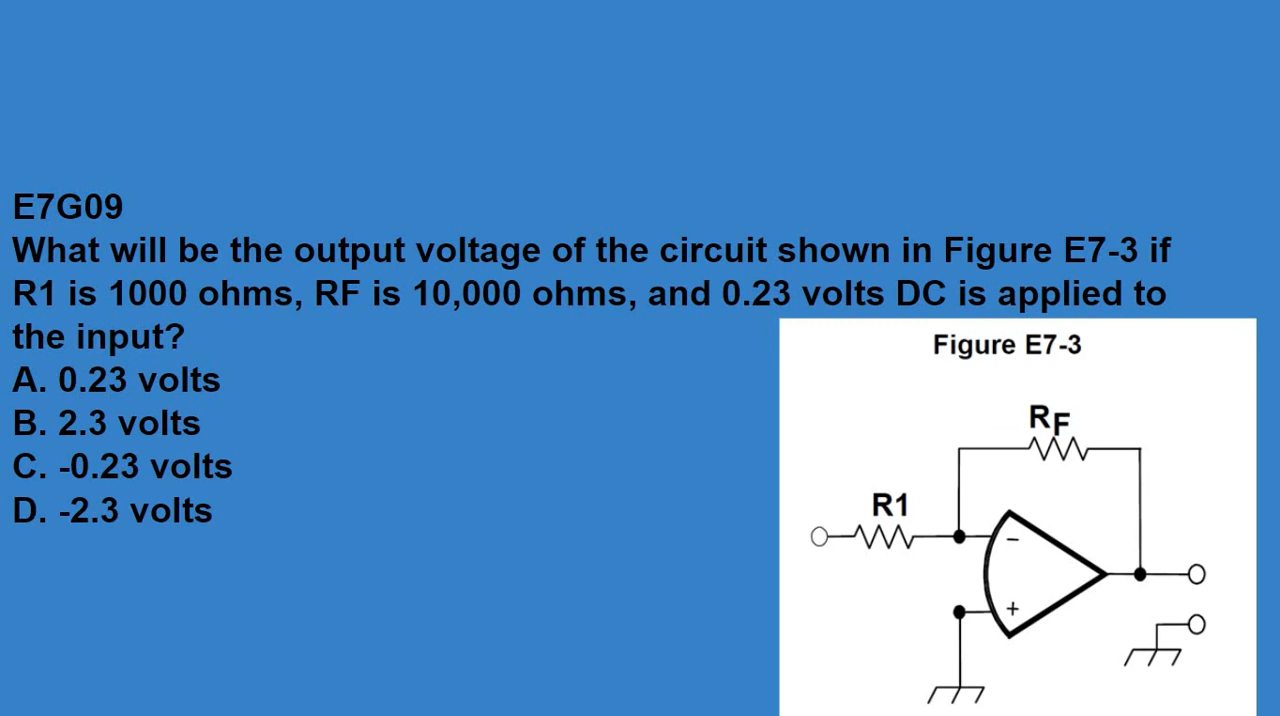 E7G09
What will be the output voltage of the circuit shown in Figure E7-3 if
R1 is 1000 ohms, RF is 10,000 ohms, and 0.23 volts DC is applied to
the input?
A. 0.23 volts
B. 2.3 volts
C. -0.23 volts
D. -2.3 volts
Figure E7-3
RF
R1
−
+